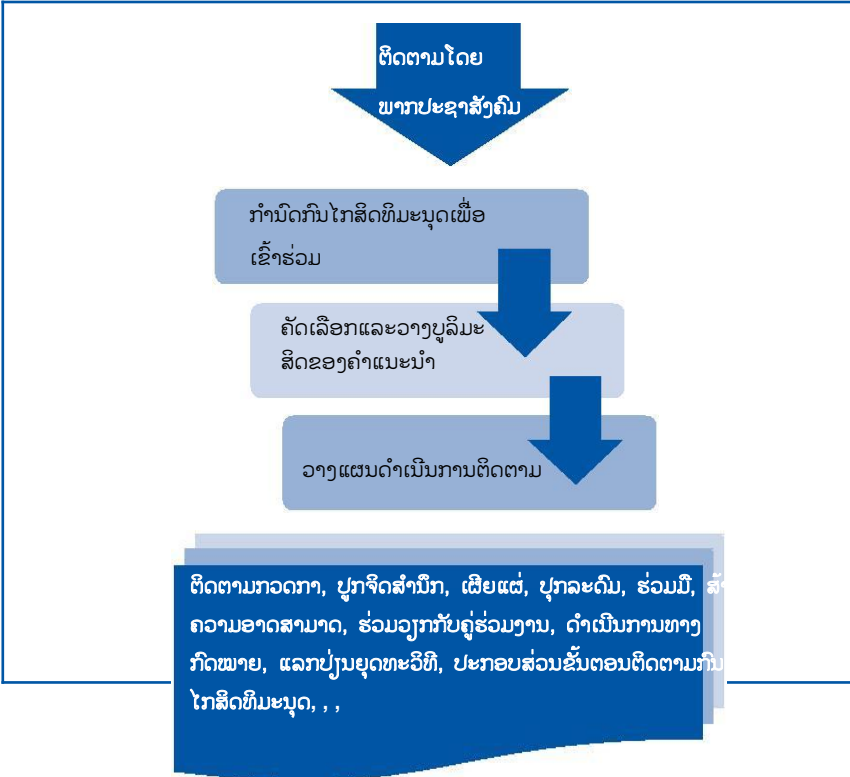 ຕິດຕາມໂດຍ
ພາກປະຊາສັງຄົມ
ກຳນົດກົນໄກສິດທິມະນຸດເພື່ອ
ເຂົ້າຮ່ວມ
ຄັດເລືອກແລະວາງບູລິມະ
ສິດຂອງຄຳແນະນຳ
ວາງແຜນດຳເນີນການຕິດຕາມ
ຕິດຕາມກວດກາ, ປູກຈິດສຳນຶກ, ເຜີຍແຜ່, ປຸກລະດົມ, ຮ່ວມມື,
ຄວາມອາດສາມາດ, ຮ່ວມວຽກກັບຄູ່ຮ່ວມງານ, ດຳເນີນການທາງ
ກົດໝາຍ, ແລກປ່ຽນຍຸດທະວິທີ, ປະກອບສ່ວນຂັ້ນຕອນຕິດຕາມກົນ
ໄກສິດທິມະນຸດ, , ,